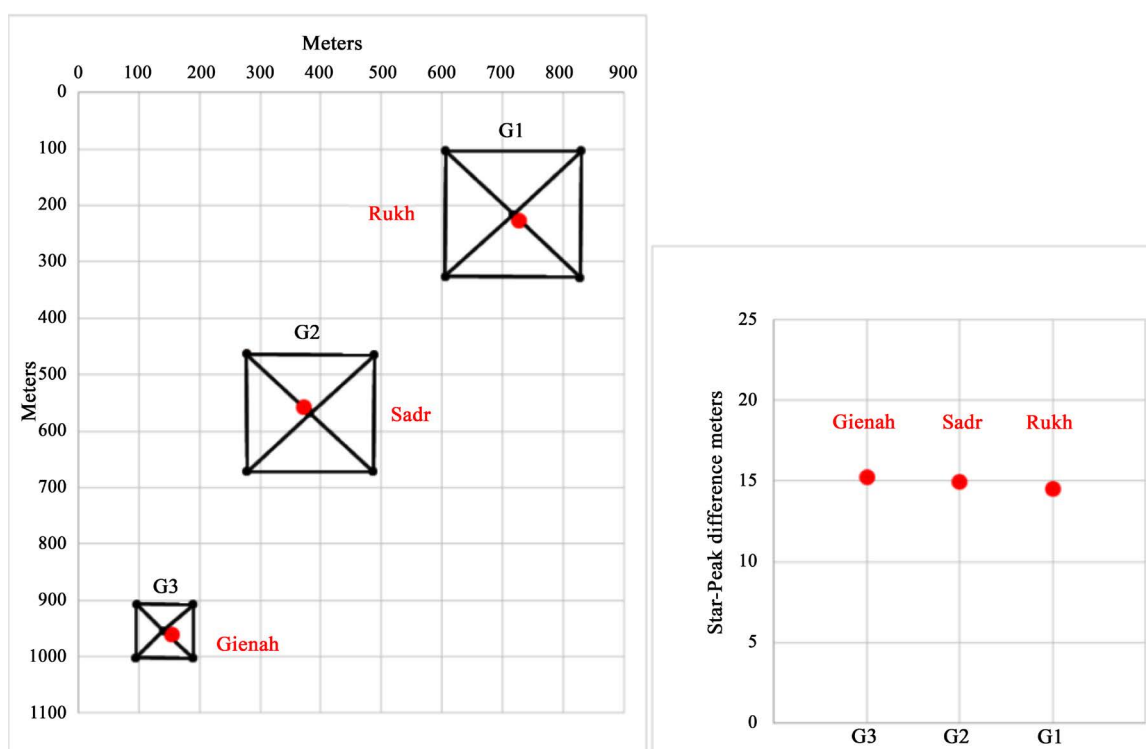 Meters
0 100 200 300 400 500 600 700 800 900
0
100
200
300
400
500
600
700
800
900
1000
1100
Meters
G1
Rukh
G2
Sadr
G3
Gienah
Star-Peak difference meters
25
20
15
10
5
0
Gienah Sadr Rukh
G3 G2 G1